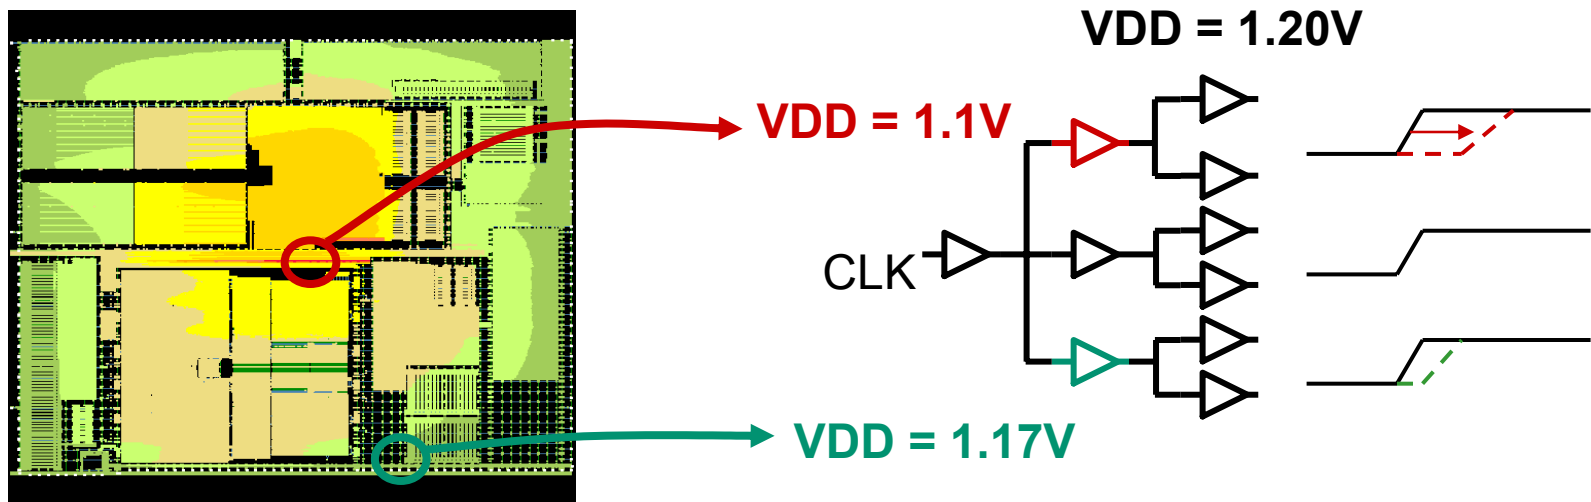 VDD = 1.20V
VDD = 1.1V
CLK
VDD = 1.17V